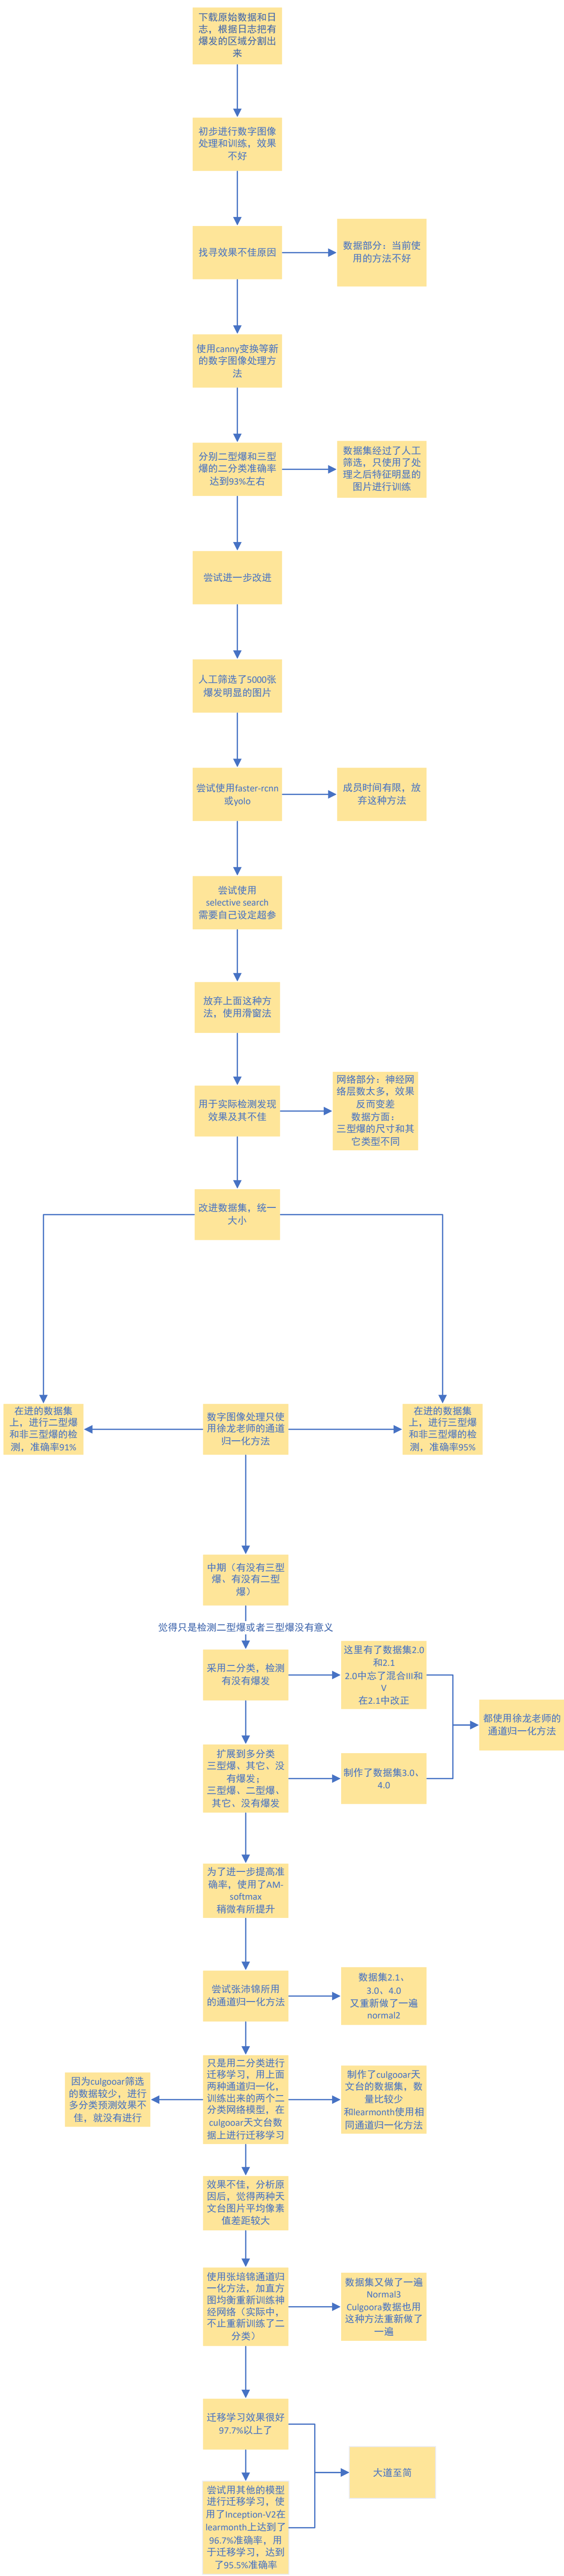 下载原始数据和日
志，根据日志把有
爆发的区域分割出
来
初步进行数字图像
处理和训练，效果
不好
找寻效果不佳原因
数据部分：当前使
用的方法不好
使用canny变换等新
的数字图像处理方
法
分别二型爆和三型
爆的二分类准确率
达到93%左右
数据集经过了人工
筛选，只使用了处
理之后特征明显的
图片进行训练
尝试进一步改进
人工筛选了5000张
爆发明显的图片
尝试使用faster-rcnn
或yolo
成员时间有限，放
弃这种方法
尝试使用
selective search
需要自己设定超参
放弃上面这种方
法，使用滑窗法
用于实际检测发现
效果及其不佳
网络部分：神经网
络层数太多，效果
反而变差
数据方面：
三型爆的尺寸和其
它类型不同
改进数据集，统一
大小
在进的数据集
上，进行二型爆
和非三型爆的检
测，准确率91%
数字图像处理只使
用徐龙老师的通道
归一化方法
在进的数据集
上，进行三型爆
和非三型爆的检
测，准确率95%
中期（有没有三型
爆、有没有二型
爆）
觉得只是检测二型爆或者三型爆没有意义
采用二分类，检测
有没有爆发
这里有了数据集2.0
和2.1
2.0中忘了混合III和
V
在2.1中改正
都使用徐龙老师的
通道归一化方法
扩展到多分类
三型爆、其它、没
有爆发；
三型爆、二型爆、
其它、没有爆发
制作了数据集3.0、
4.0
为了进一步提高准
确率，使用了AM-
softmax
稍微有所提升
尝试张沛锦所用
的通道归一化方法
数据集2.1、
3.0、4.0
又重新做了一遍
normal2
因为culgooar筛选
的数据较少，进行
多分类预测效果不
佳，就没有进行
只是用二分类进行
迁移学习，用上面
两种通道归一化，
训练出来的两个二
分类网络模型，在
culgooar天文台数
据上进行迁移学习
制作了culgooar天
文台的数据集，数
量比较少
和learmonth使用相
同通道归一化方法
效果不佳，分析原
因后，觉得两种天
文台图片平均像素
值差距较大
使用张培锦通道归
一化方法，加直方
图均衡重新训练神
经网络（实际中，
不止重新训练了二
分类）
数据集又做了一遍
Normal3
Culgoora数据也用
这种方法重新做了
一遍
迁移学习效果很好
97.7%以上了
大道至简
尝试用其他的模型
进行迁移学习，使
用了Inception-V2在
learmonth上达到了
96.7%准确率，用
于迁移学习，达到
了95.5%准确率